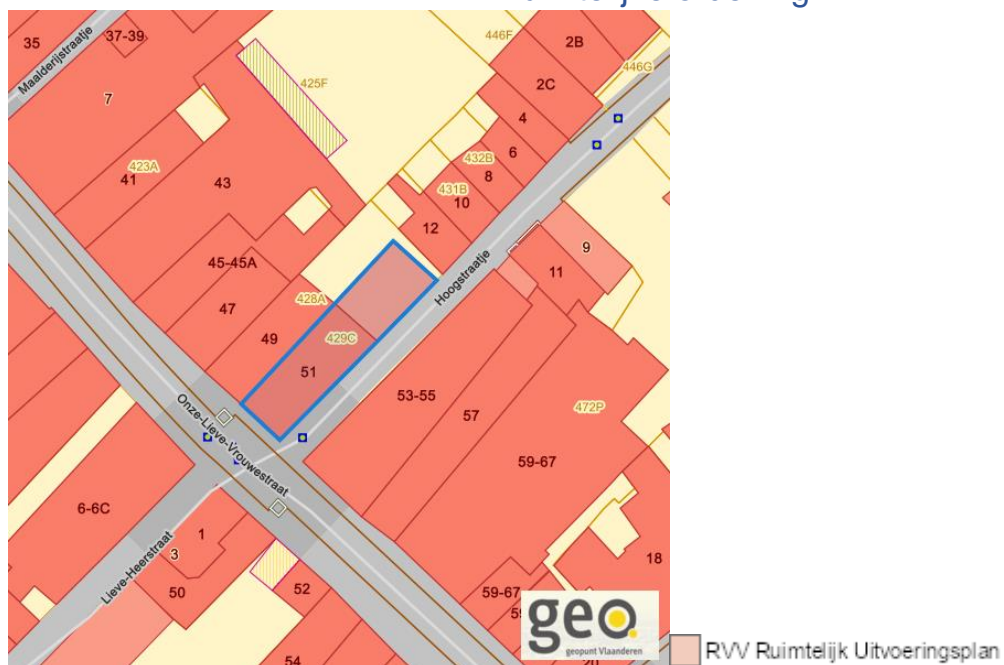 35
37-39
Maalderijstraatje
7
425F
446F
2B
446G
2C
4
6
432B
8
431B
10
12
423A
41
43
45-45A
47
428A
49
429C
51
Hoogstraatje
9
11
53-55
57
472P
59-67
Onze-Lieve-Vrouwestraat
6-6C
1
3
Lieve-Heerstraat
50
52
54
18
59-67
geo
geopunt Vlaanderen
20
RVV Ruimtelijk Uitvoeringsplan